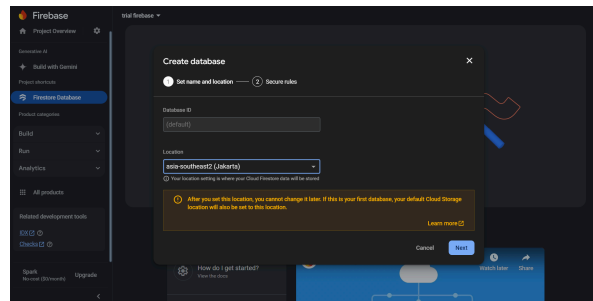 Firebase
trial firebase
Project Overview
Generative AI
Build with Gemini
Project shortcuts
Firestore Database
Product categories
Build
Run
Analytics
All products
Related development tools
IDX
Checks
Spark
No-cost ($0/month)
Upgrade
Create database
1 Set name and location
2 Secure rules
Database ID
(default)
Location
asia-southeast2 (Jakarta)
Your location setting is where your Cloud Firestore data will be stored
After you set this location, you cannot change it later. If this is your first database, your default Cloud Storage
location will also be set to this location.
Learn more
Cancel
Next
How do I get started?
View the docs
Watch later
Share